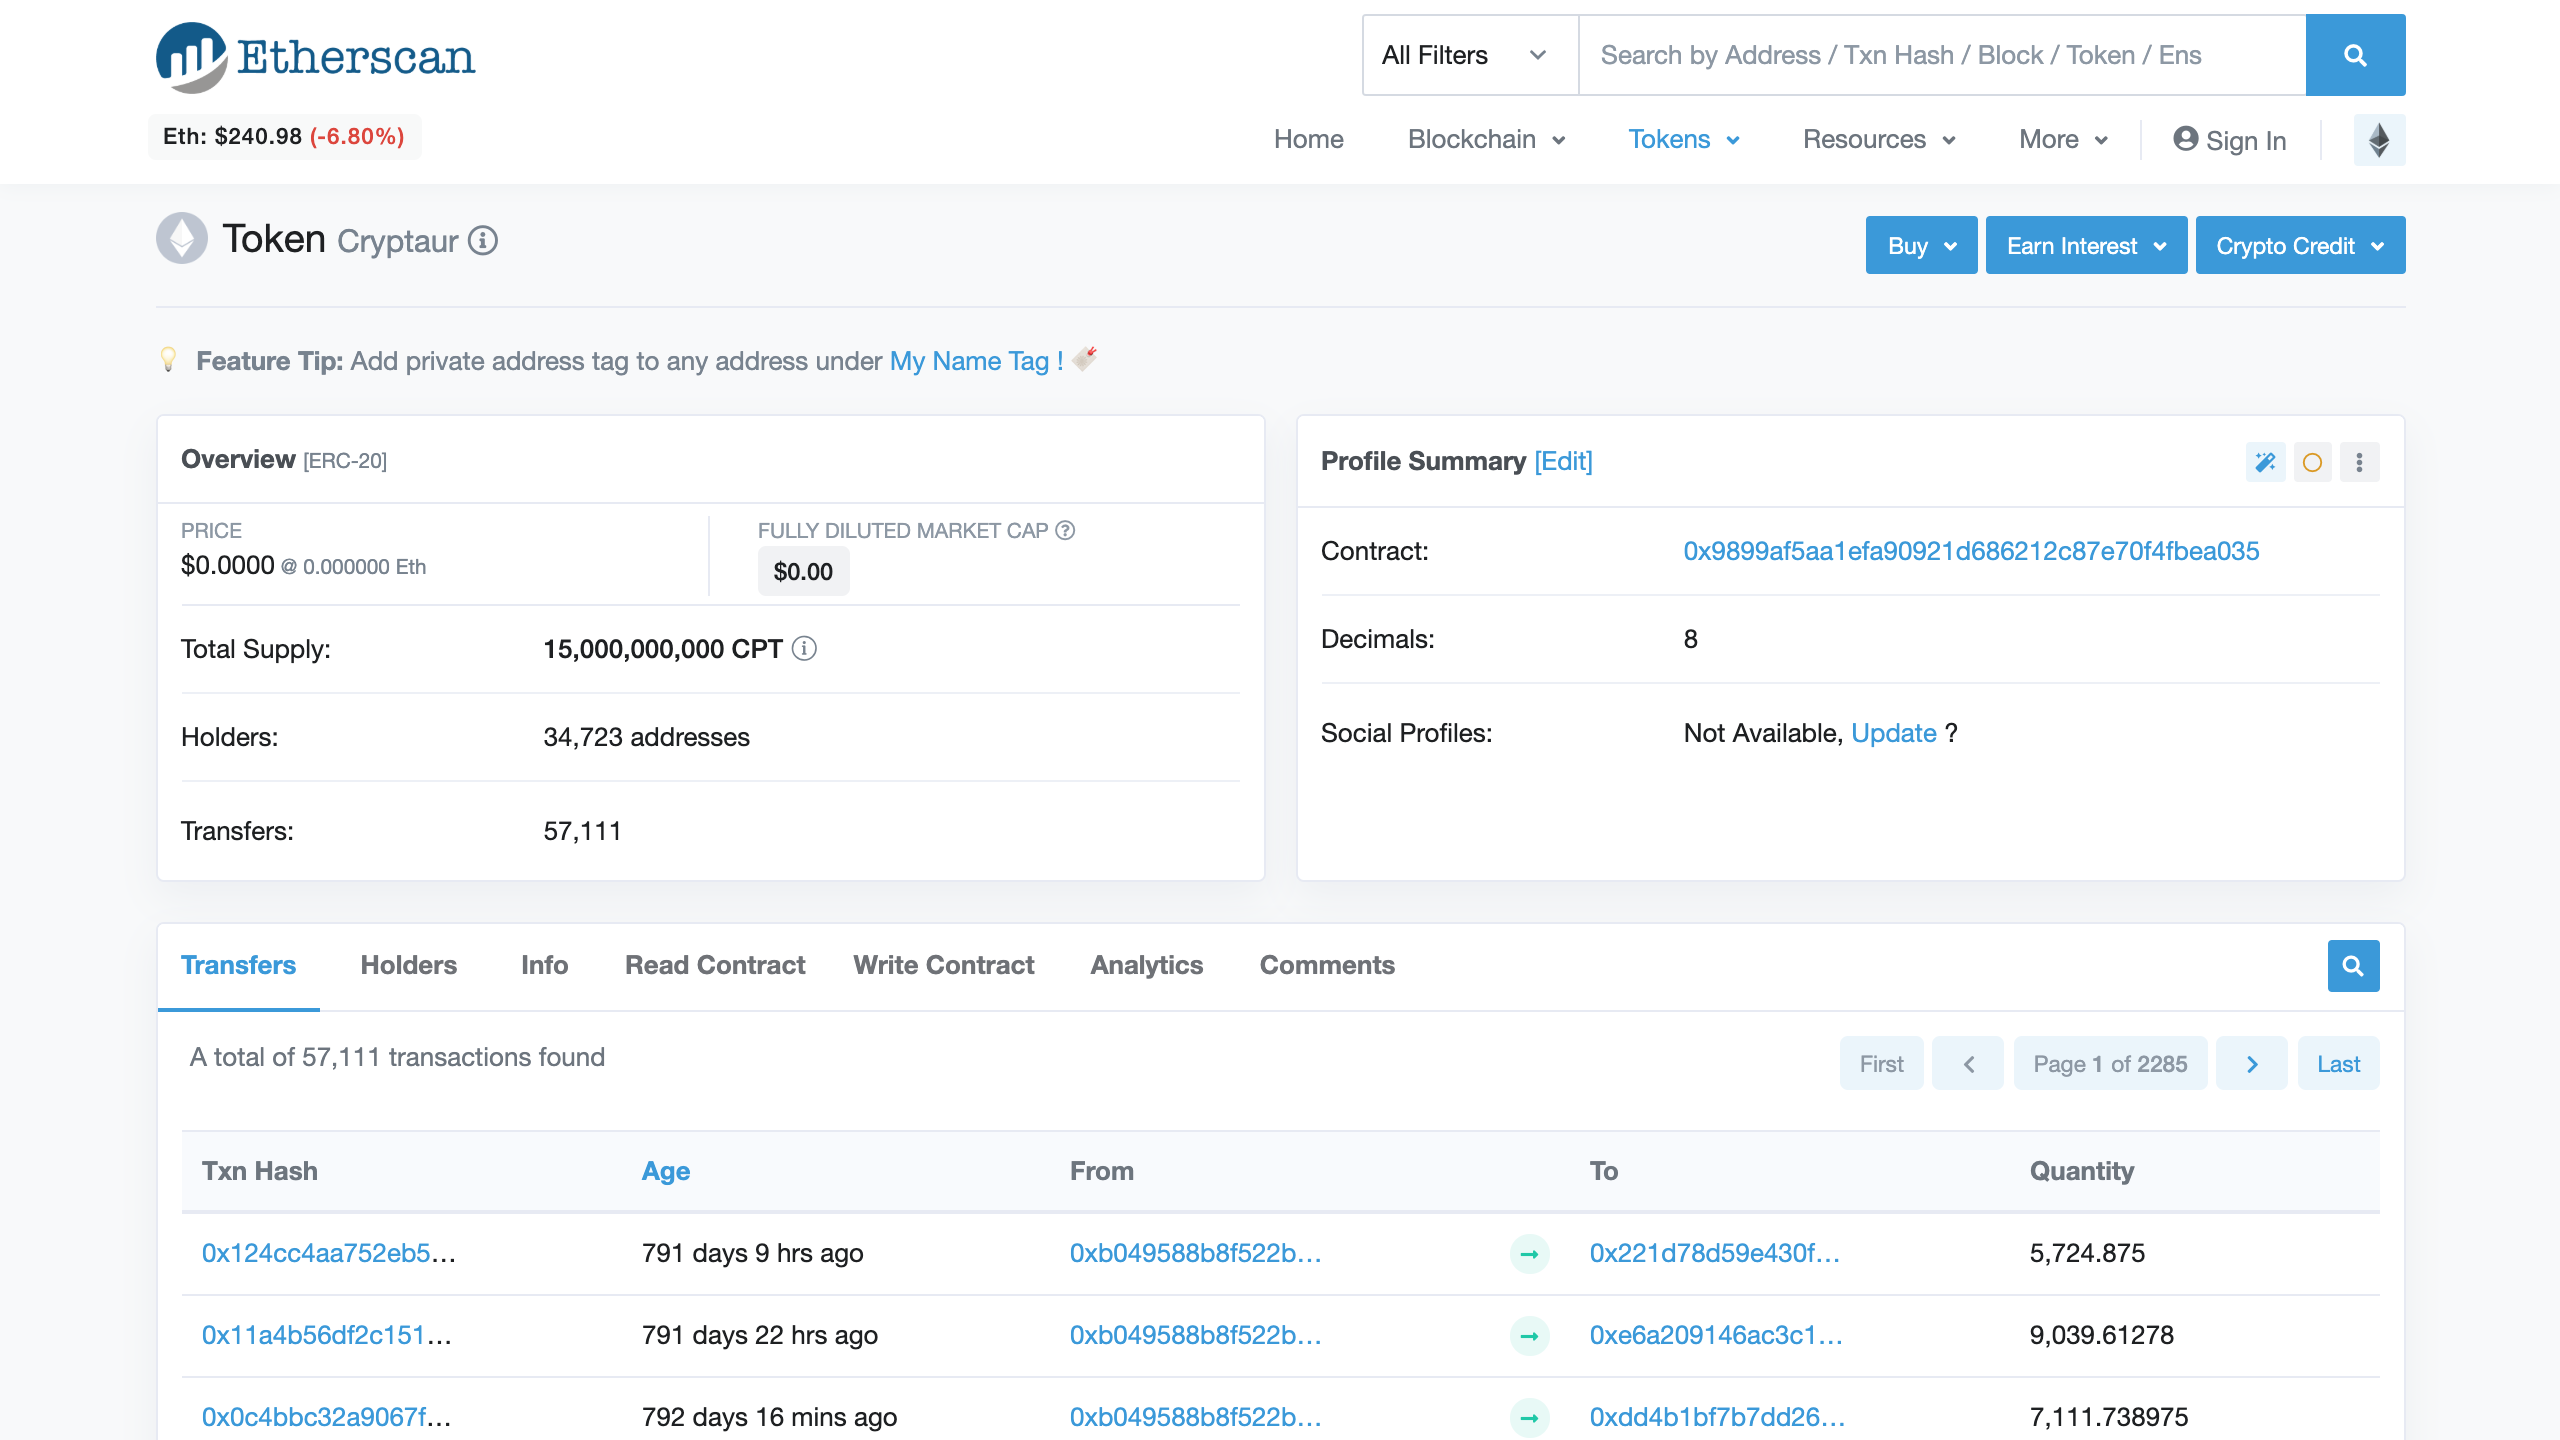 Etherscan
All Filters
Search by Address / Txn Hash / Block / Token / Ens
Eth: $240.98 (-6.80%)
Home Blockchain Tokens Resources More Sign In
Token Cryptaur
Buy Earn Interest Crypto Credit
Feature Tip: Add private address tag to any address under My Name Tag !
Overview [ERC-20]
PRICE
$0.0000 @ 0.000000 Eth
FULLY DILUTED MARKET CAP
$0.00
Total Supply: 15,000,000,000 CPT
Holders: 34,723 addresses
Transfers: 57,111
Profile Summary [Edit]
Contract: 0x9899af5aa1efa90921d686212c87e70f4fbea035
Decimals: 8
Social Profiles: Not Available, Update ?
Transfers Holders Info Read Contract Write Contract Analytics Comments
A total of 57,111 transactions found
First Page 1 of 2285 Last
Txn Hash Age From To Quantity
0x124cc4aa752eb5... 791 days 9 hrs ago 0xb049588b8f522b... 0x221d78d59e430f... 5,724.875
0x11a4b56df2c151... 791 days 22 hrs ago 0xb049588b8f522b... 0xe6a209146ac3c1... 9,039.61278
0x0c4bbc32a9067f... 792 days 16 mins ago 0xb049588b8f522b... 0xdd4b1bf7b7dd26... 7,111.738975